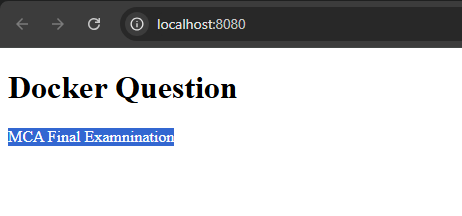 localhost:8080
Docker Question
MCA Final Examnination